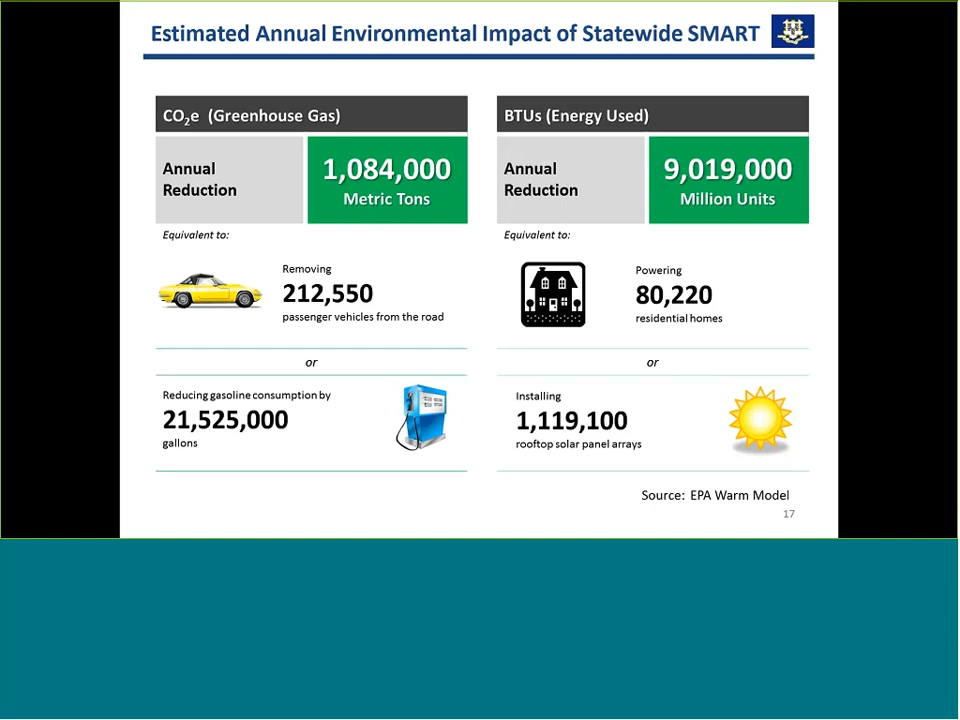 Estimated Annual Environmental Impact of Statewide SMART
CO₂e (Greenhouse Gas)
Annual
Reduction
1,084,000
Metric Tons
Equivalent to:
Removing
212,550
passenger vehicles from the road
or
Reducing gasoline consumption by
21,525,000
gallons
BTUs (Energy Used)
Annual
Reduction
9,019,000
Million Units
Equivalent to:
Powering
80,220
residential homes
or
Installing
1,119,100
rooftop solar panel arrays
Source: EPA Warm Model
17